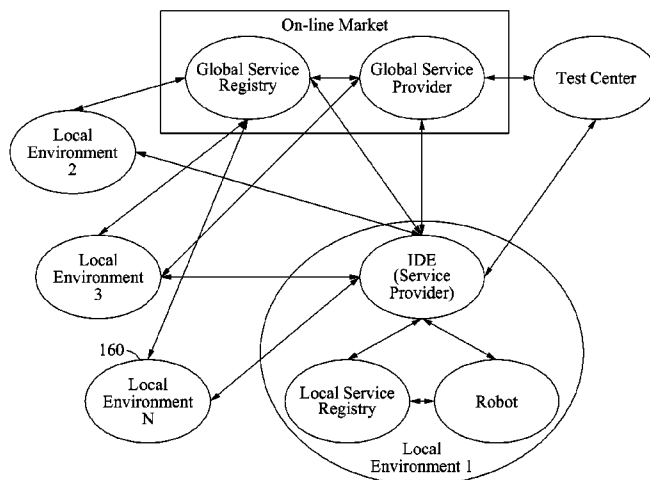 On-line Market
Global Service
Registry
Global Service
Provider
Test Center
Local
Environment
2
Local
Environment
3
IDE
(Service
Provider)
160
Local
Environment
N
Local Service
Registry
Robot
Local
Environment 1